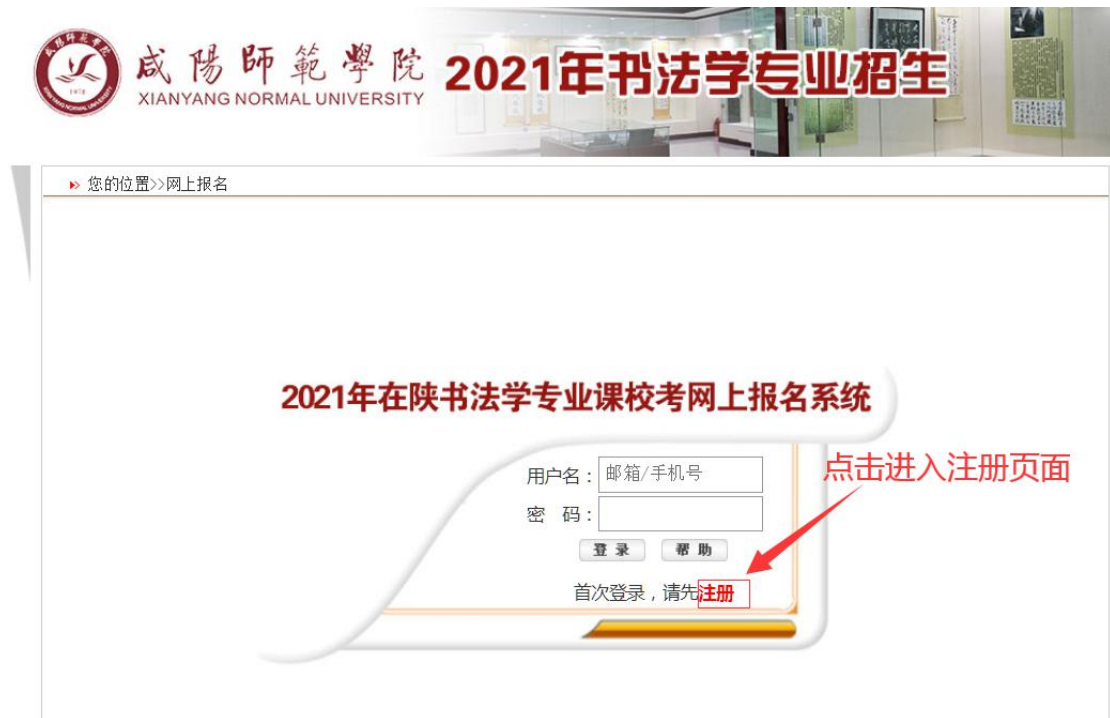 咸陽師範學院
XIANYANG NORMAL UNIVERSITY
2021年书法学专业招生
您的位置>>网上报名
2021年在陕书法学专业课校考网上报名系统
用户名：邮箱/手机号
点击进入注册页面
密 码：
登 录 帮 助
首次登录，请先注册